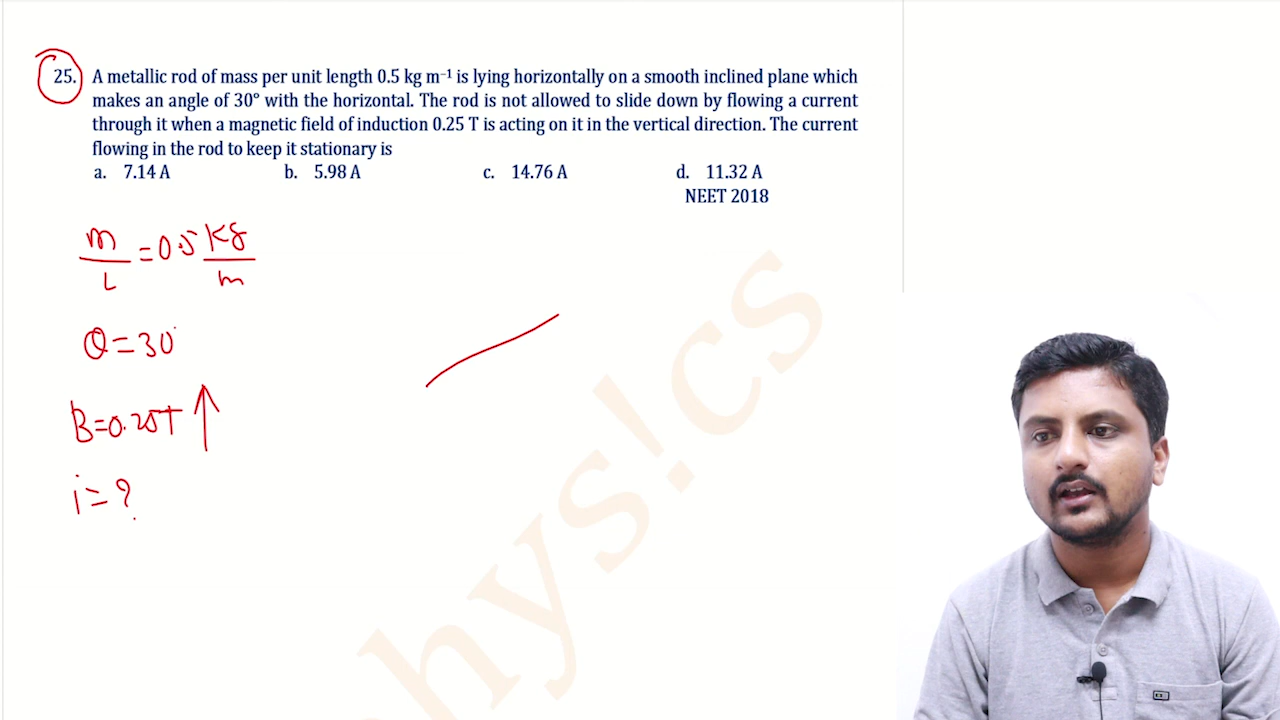 25. A metallic rod of mass per unit length 0.5 kg m⁻¹ is lying horizontally on a smooth inclined plane which
makes an angle of 30° with the horizontal. The rod is not allowed to slide down by flowing a current
through it when a magnetic field of induction 0.25 T is acting on it in the vertical direction. The current
flowing in the rod to keep it stationary is
a. 7.14 A b. 5.98 A c. 14.76 A d. 11.32 A
NEET 2018
m/L = 0.5 kg/m
θ = 30°
B = 0.25T ↑
i = ?
hys!cs